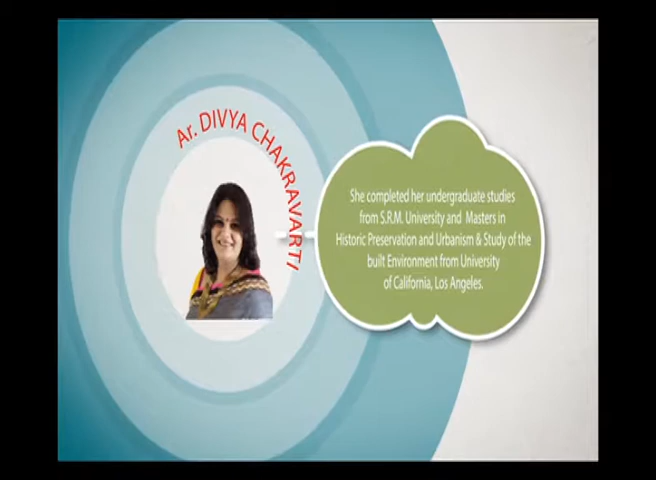 Ar. DIVYA CHAKRAVARTI
She completed her undergraduate studies
from S.R.M. University and Masters in
Historic Preservation and Urbanism & Study of the
built Environment from University
of California, Los Angeles.